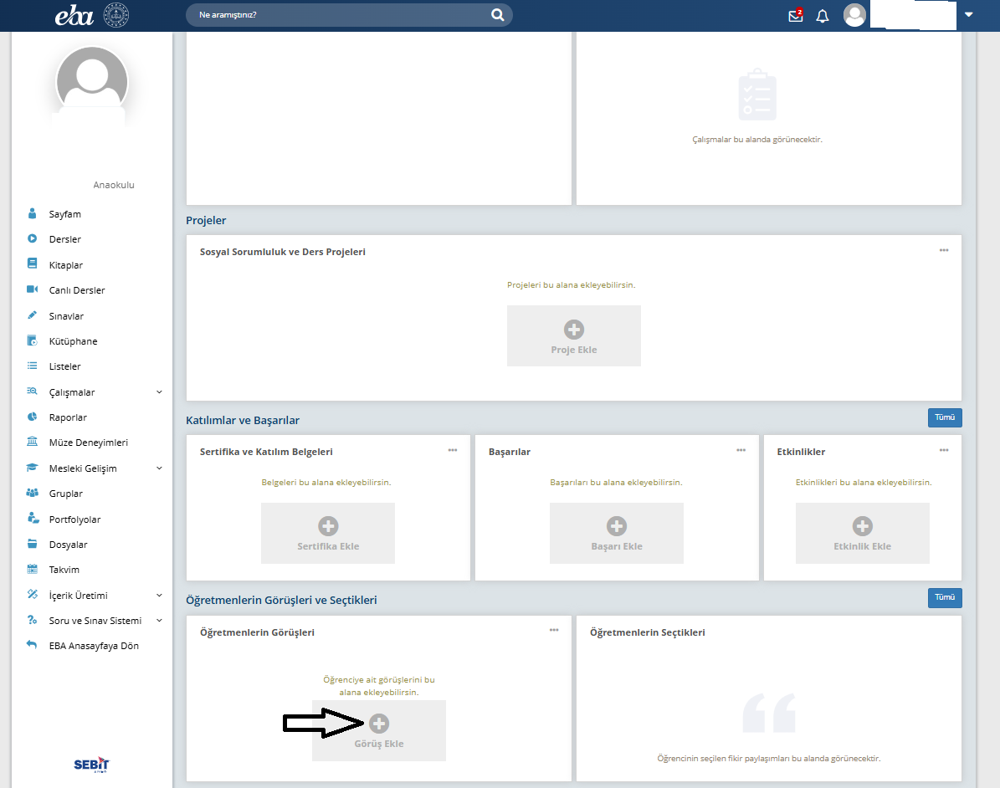 eba
Ne aramıştınız?
2
Anaokulu
Sayfam
Dersler
Kitaplar
Canlı Dersler
Sınavlar
Kütüphane
Listeler
Çalışmalar
Raporlar
Müze Deneyimleri
Mesleki Gelişim
Gruplar
Portfolyolar
Dosyalar
Takvim
İçerik Üretimi
Soru ve Sınav Sistemi
EBA Anasayfaya Dön
SEBİT
Çalışmalar bu alanda görünecektir.
Projeler
Sosyal Sorumluluk ve Ders Projeleri
Projeleri bu alana ekleyebilirsin.
Proje Ekle
Katılımlar ve Başarılar
Tümü
Sertifika ve Katılım Belgeleri
Belgeleri bu alana ekleyebilirsin.
Sertifika Ekle
Başarılar
Başarıları bu alana ekleyebilirsin.
Başarı Ekle
Etkinlikler
Etkinlikleri bu alana ekleyebilirsin.
Etkinlik Ekle
Öğretmenlerin Görüşleri ve Seçtikleri
Tümü
Öğretmenlerin Görüşleri
Öğrenciye ait görüşlerini bu
alana ekleyebilirsin.
Görüş Ekle
Öğretmenlerin Seçtikleri
Öğrencinin seçilen fikir paylaşımları bu alanda görünecektir.